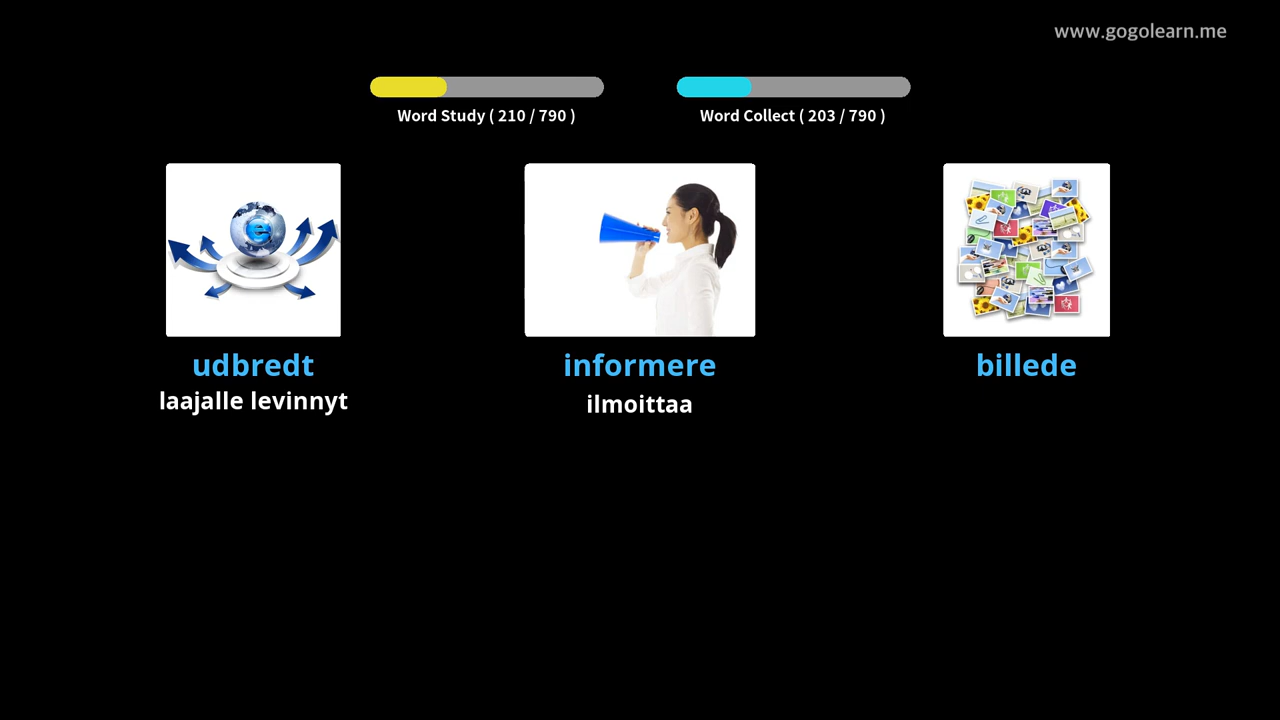 www.gogolearn.me
Word Study ( 210 / 790 )
Word Collect ( 203 / 790 )
e
udbredt
informere
billede
laajalle levinnyt
ilmoittaa